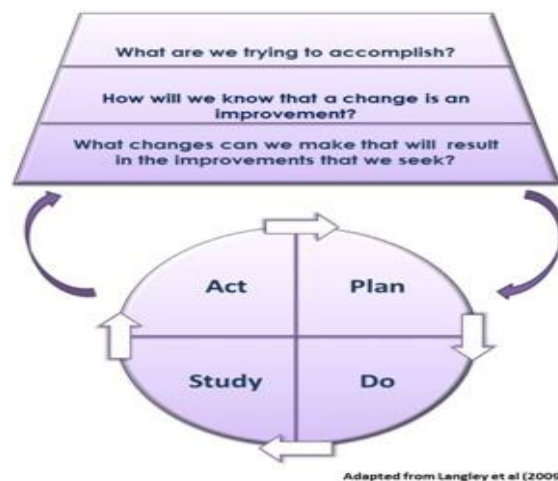 What are we trying to accomplish?
How will we know that a change is an
improvement?
What changes can we make that will result
in the improvements that we seek?
Act
Plan
Study
Do
Adapted from Langley et al (2009